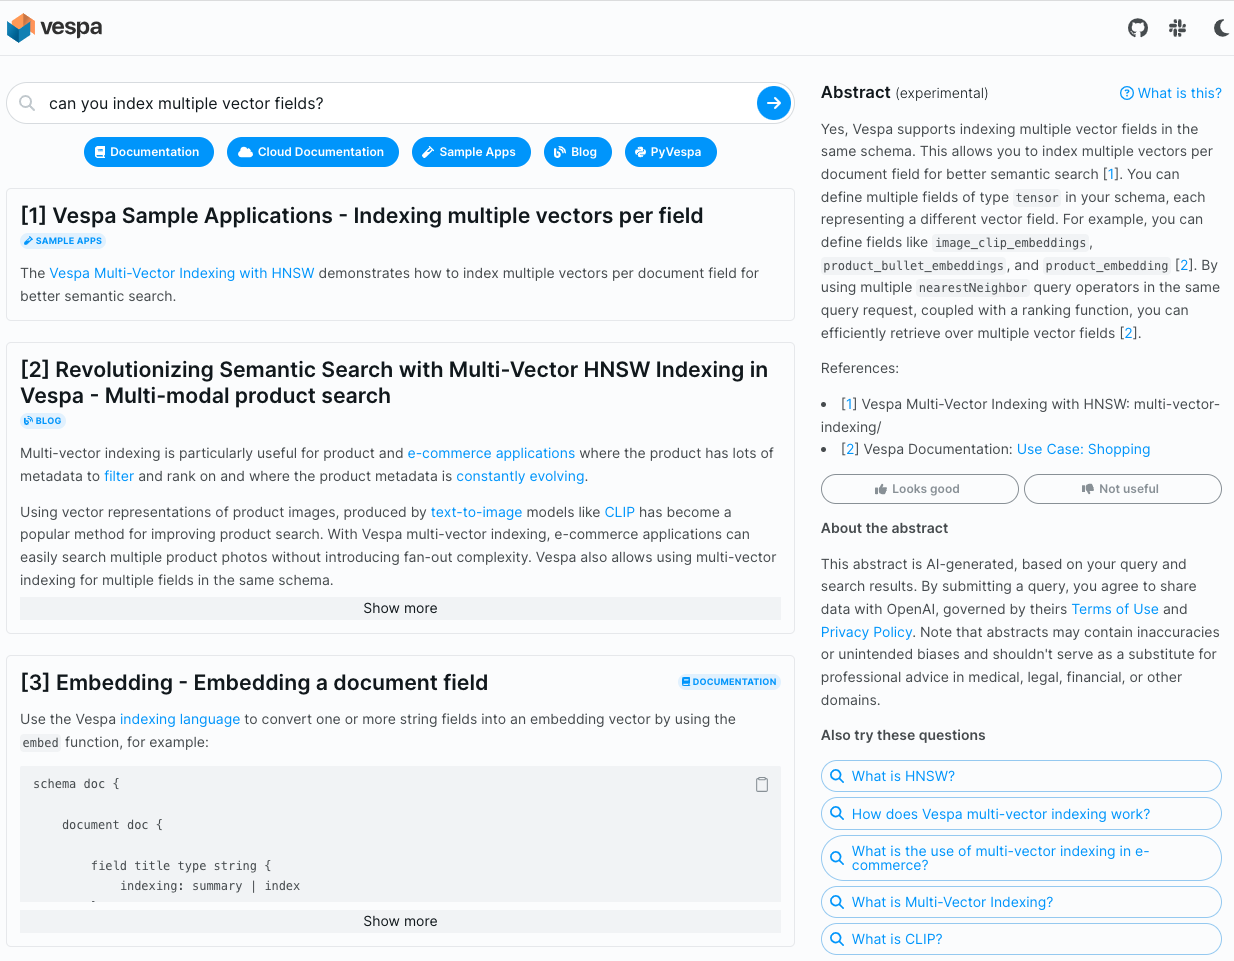 vespa
can you index multiple vector fields?
Documentation
Cloud Documentation
Sample Apps
Blog
PyVespa
[1] Vespa Sample Applications - Indexing multiple vectors per field
SAMPLE APPS
The Vespa Multi-Vector Indexing with HNSW demonstrates how to index multiple vectors per document field for
better semantic search.
[2] Revolutionizing Semantic Search with Multi-Vector HNSW Indexing in
Vespa - Multi-modal product search
BLOG
Multi-vector indexing is particularly useful for product and e-commerce applications where the product has lots of
metadata to filter and rank on and where the product metadata is constantly evolving.
Using vector representations of product images, produced by text-to-image models like CLIP has become a
popular method for improving product search. With Vespa multi-vector indexing, e-commerce applications can
easily search multiple product photos without introducing fan-out complexity. Vespa also allows using multi-vector
indexing for multiple fields in the same schema.
Show more
[3] Embedding - Embedding a document field
DOCUMENTATION
Use the Vespa indexing language to convert one or more string fields into an embedding vector by using the
embed function, for example:
schema doc {
document doc {
field title type string {
indexing: summary | index
Show more
Abstract (experimental)
What is this?
Yes, Vespa supports indexing multiple vector fields in the
same schema. This allows you to index multiple vectors per
document field for better semantic search [1]. You can
define multiple fields of type tensor in your schema, each
representing a different vector field. For example, you can
define fields like image_clip_embeddings,
product_bullet_embeddings, and product_embedding [2]. By
using multiple nearestNeighbor query operators in the same
query request, coupled with a ranking function, you can
efficiently retrieve over multiple vector fields [2].
References:
• [1] Vespa Multi-Vector Indexing with HNSW: multi-vector-
indexing/
• [2] Vespa Documentation: Use Case: Shopping
Looks good
Not useful
About the abstract
This abstract is AI-generated, based on your query and
search results. By submitting a query, you agree to share
data with OpenAI, governed by theirs Terms of Use and
Privacy Policy. Note that abstracts may contain inaccuracies
or unintended biases and shouldn't serve as a substitute for
professional advice in medical, legal, financial, or other
domains.
Also try these questions
What is HNSW?
How does Vespa multi-vector indexing work?
What is the use of multi-vector indexing in e-
commerce?
What is Multi-Vector Indexing?
What is CLIP?